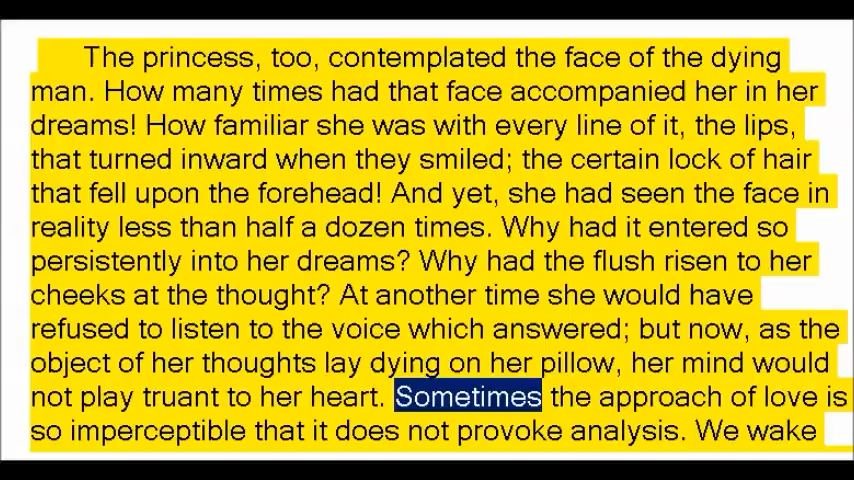 The princess, too, contemplated the face of the dying
man. How many times had that face accompanied her in her
dreams! How familiar she was with every line of it, the lips,
that turned inward when they smiled; the certain lock of hair
that fell upon the forehead! And yet, she had seen the face in
reality less than half a dozen times. Why had it entered so
persistently into her dreams? Why had the flush risen to her
cheeks at the thought? At another time she would have
refused to listen to the voice which answered; but now, as the
object of her thoughts lay dying on her pillow, her mind would
not play truant to her heart. Sometimes the approach of love is
so imperceptible that it does not provoke analysis. We wake